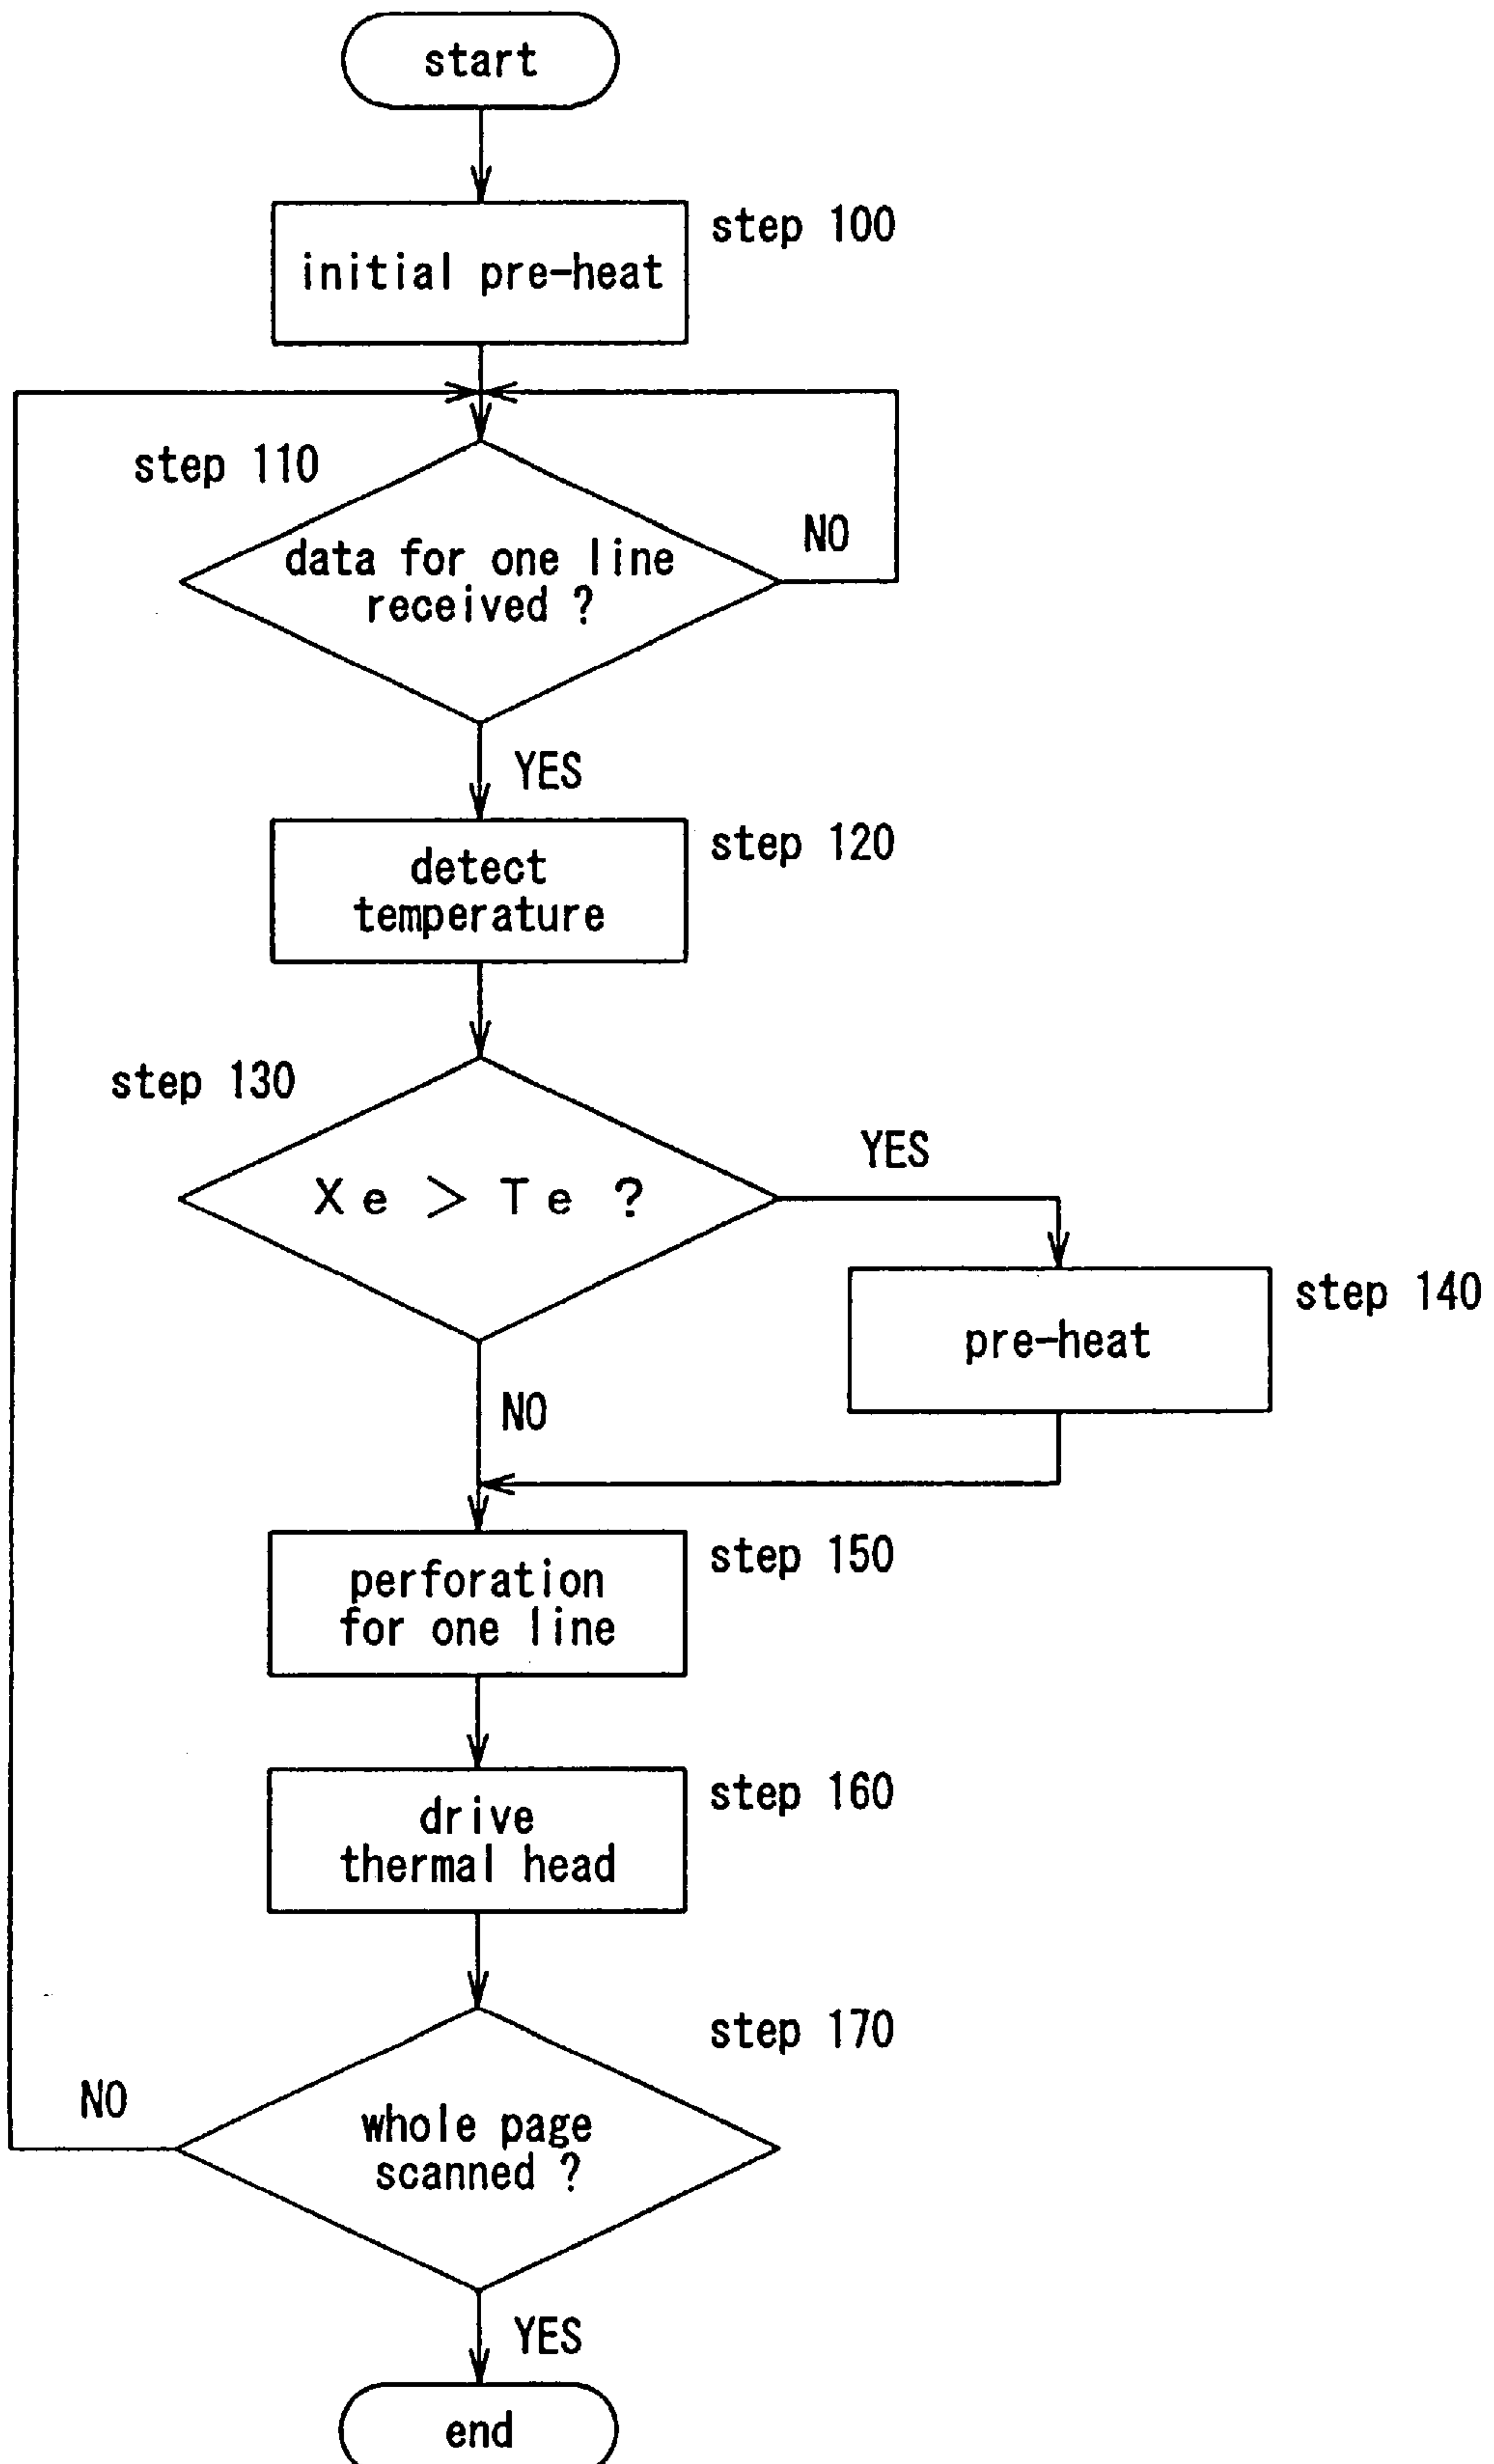 start
step 100
initial pre-heat
step 110
data for one line
received ?
NO
YES
step 120
detect
temperature
step 130
Xe > Te ?
YES
step 140
pre-heat
NO
step 150
perforation
for one line
step 160
drive
thermal head
step 170
NO
whole page
scanned ?
YES
end